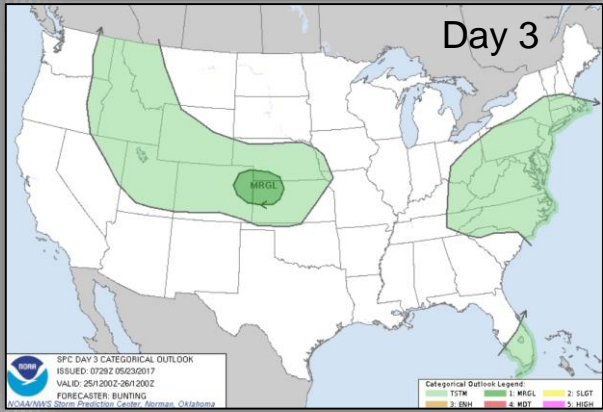 Day 3
MRGL
NOAA
SPC DAY 3 CATEGORICAL OUTLOOK
ISSUED: 0729Z 05/23/2017
VALID: 25/1200Z-26/1200Z
FORECASTER: BUNTING
NOAA/NWS Storm Prediction Center, Norman, Oklahoma
Categorical Outlook Legend:
TSTM 1: MRGL 2: SLGT
3: ENH 4: MDT 5: HIGH